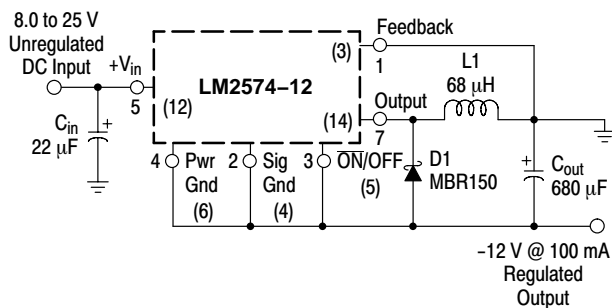 8.0 to 25 V
Unregulated
DC Input
+Vin
5
(12)
Cin
22 μF
+
LM2574–12
(3)
Feedback
1
(14)
Output
7
L1
68 μH
4
Pwr
Gnd
(6)
2
Sig
Gnd
(4)
3
ON/OFF
(5)
D1
MBR150
+
Cout
680 μF
–12 V @ 100 mA
Regulated
Output